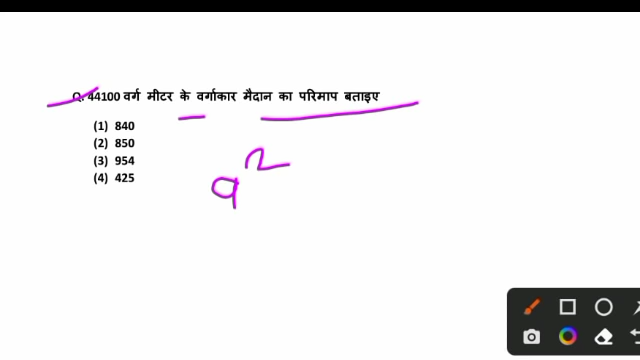 Q. 44100 वर्ग मीटर के वर्गाकार मैदान का परिमाप बताइए
(1) 840
(2) 850
(3) 954
(4) 425
a²